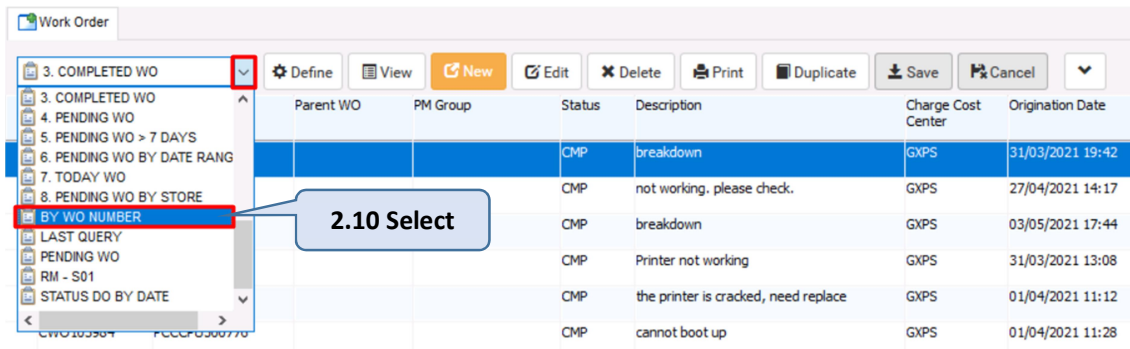 Work Order
3. COMPLETED WO Define View New Edit Delete Print Duplicate Save Cancel
3. COMPLETED WO
4. PENDING WO
5. PENDING WO > 7 DAYS
6. PENDING WO BY DATE RANG
7. TODAY WO
8. PENDING WO BY STORE
BY WO NUMBER
LAST QUERY
PENDING WO
RM - S01
STATUS DO BY DATE
2.10 Select
Parent WO PM Group Status Description Charge Cost Center Origination Date
CMP breakdown GXPS 31/03/2021 19:42
CMP not working. please check. GXPS 27/04/2021 14:17
CMP breakdown GXPS 03/05/2021 17:44
CMP Printer not working GXPS 31/03/2021 13:08
CMP the printer is cracked, need replace GXPS 01/04/2021 11:12
CMP cannot boot up GXPS 01/04/2021 11:28